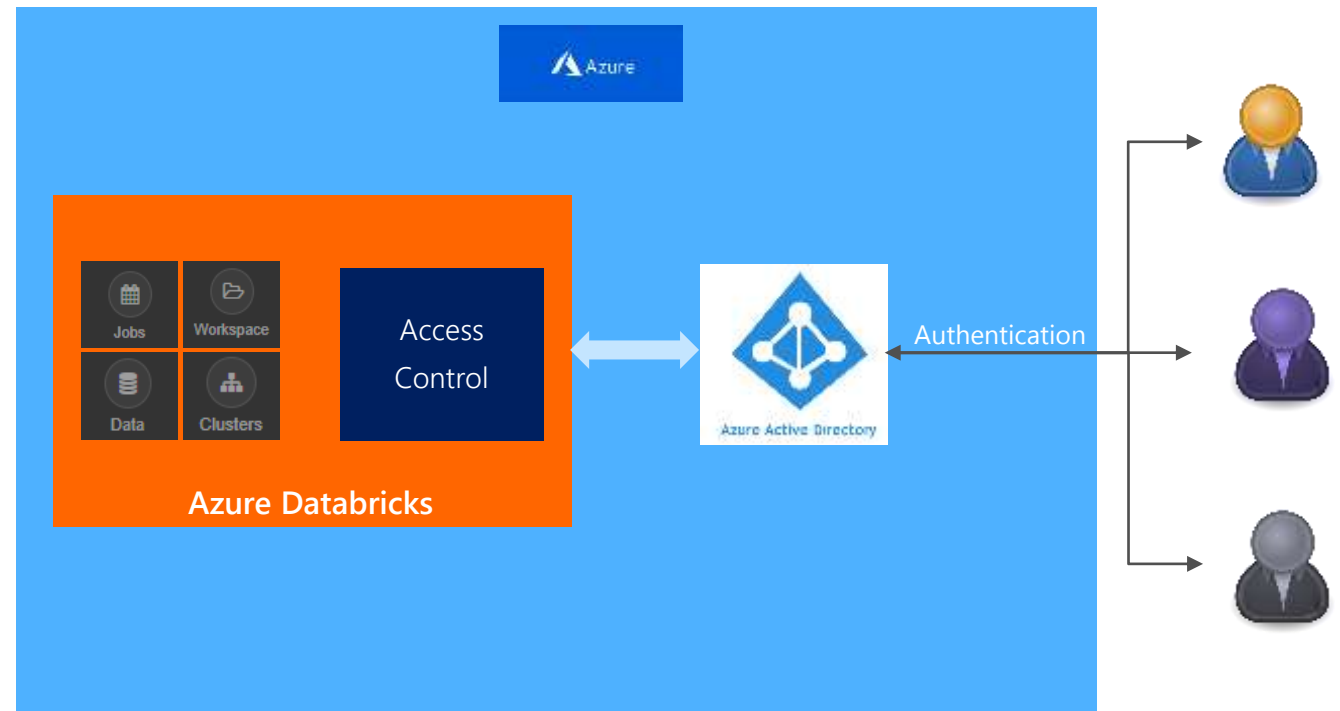 Azure
Jobs
Workspace
Data
Clusters
Access
Control
Azure Databricks
Azure Active Directory
Authentication